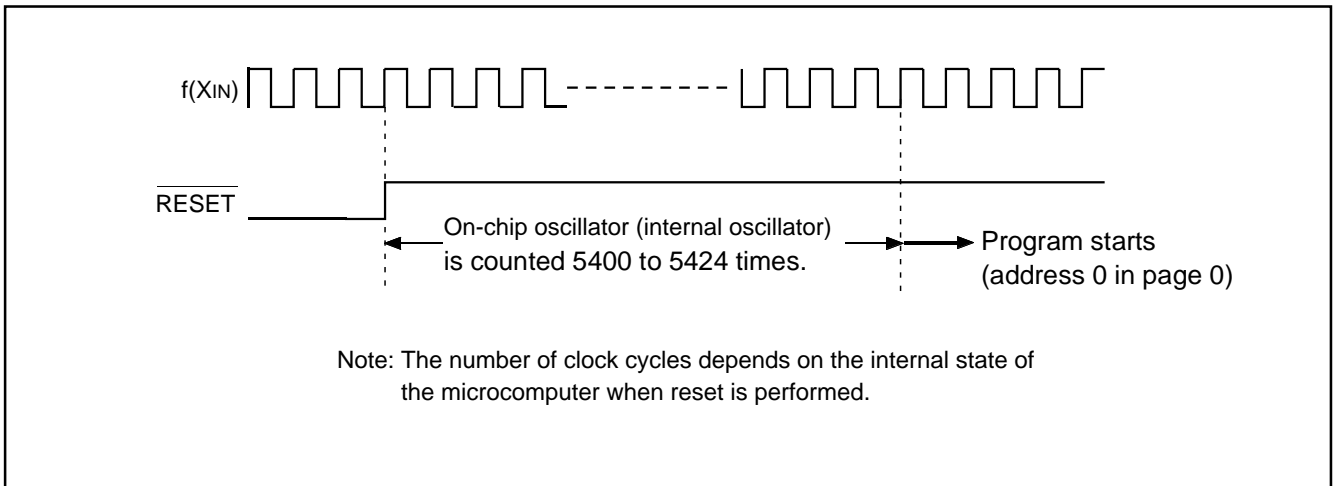 f(XIN)
RESET
On-chip oscillator (internal oscillator)
is counted 5400 to 5424 times.
Program starts
(address 0 in page 0)
Note: The number of clock cycles depends on the internal state of
the microcomputer when reset is performed.